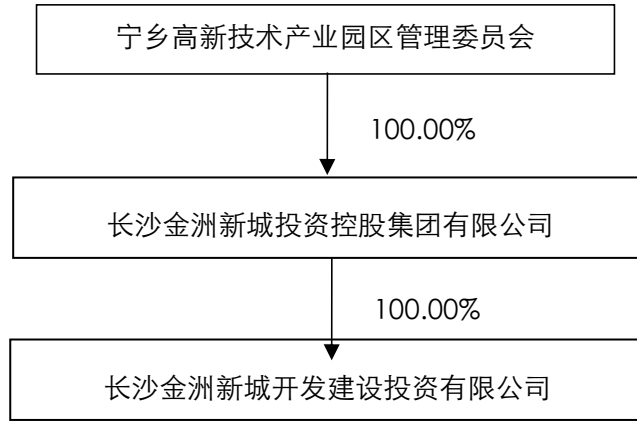 宁乡高新技术产业园区管理委员会
100.00%
长沙金洲新城投资控股集团有限公司
100.00%
长沙金洲新城开发建设投资有限公司